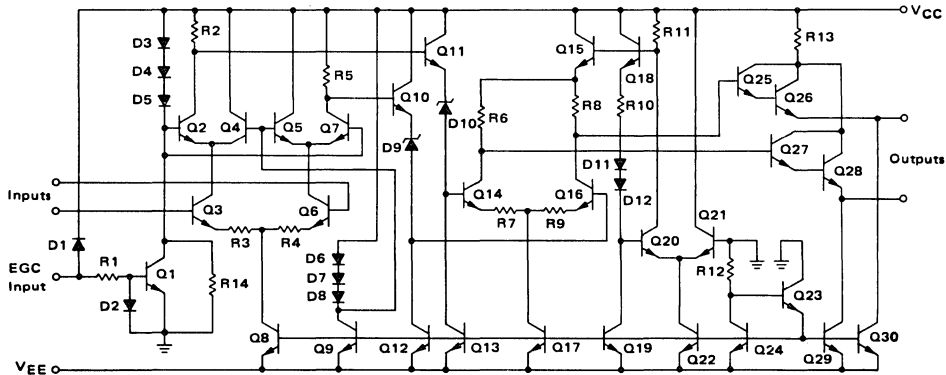 VCC
R2
R11
R13
D3
Q11
Q15
Q18
D4
R5
Q25
D5
Q10
Q26
R6
R8
R10
Q2
Q4
Q5
Q7
D10
D9
Q27
D11
Q28
Outputs
Inputs
D12
Q14
Q16
Q3
Q6
R7
R9
Q21
R3
R4
Q20
D1
R12
EGC
Input
R1
Q1
D6
D7
Q23
R14
D8
D2
Q8
Q9
Q12
Q13
Q17
Q19
Q22
Q24
Q29
Q30
VEE